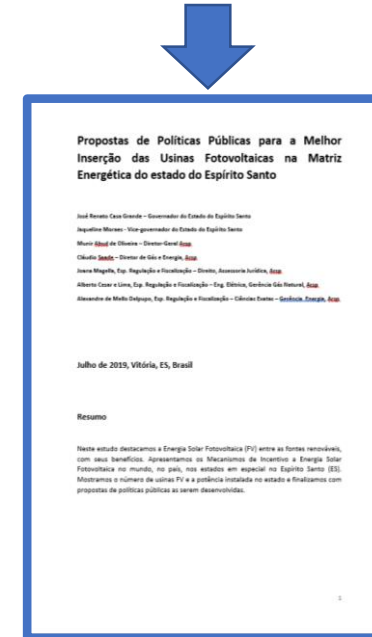 Propostas de Políticas Públicas para a Melhor
Inserção das Usinas Fotovoltaicas na Matriz
Energética do estado do Espírito Santo
José Renato Casa Grande – Governador do Estado do Espírito Santo
Jaqueline Moraes - Vice-governador do Estado do Espírito Santo
Munir Abud de Oliveira – Diretor-Geral Arsp
Cláudio Saade – Diretor de Gás e Energia, Arsp
Joana Magella, Esp. Regulação e Fiscalização – Direito, Assessoria Jurídica, Arsp
Alberto Cesar e Lima, Esp. Regulação e Fiscalização – Eng. Elétrica, Gerência Gás Natural, Arsp
Alexandre de Mello Delpupo, Esp. Regulação e Fiscalização – Ciências Exatas – Gerência Energia, Arsp
Julho de 2019, Vitória, ES, Brasil
Resumo
Neste estudo destacamos a Energia Solar Fotovoltaica (FV) entre as fontes renováveis,
com seus benefícios. Apresentamos os Mecanismos de Incentivo a Energia Solar
Fotovoltaica no mundo, no país, nos estados em especial no Espírito Santo (ES).
Mostramos o número de usinas FV e a potência instalada no estado e finalizamos com
propostas de políticas públicas as serem desenvolvidas.